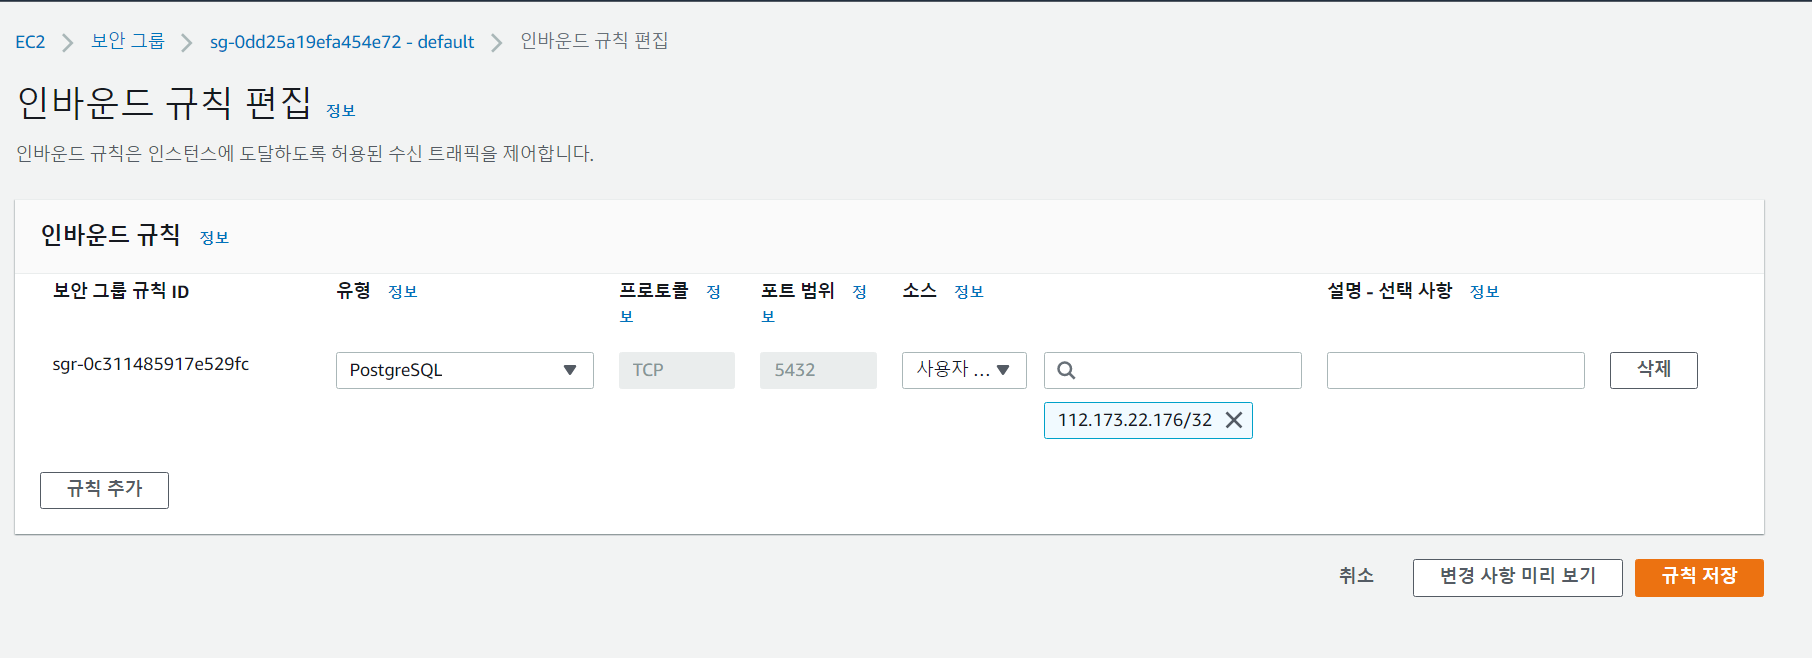 EC2 > 보안 그룹 > sg-0dd25a19efa454e72 - default > 인바운드 규칙 편집
인바운드 규칙 편집 정보
인바운드 규칙은 인스턴스에 도달하도록 허용된 수신 트래픽을 제어합니다.
인바운드 규칙 정보
보안 그룹 규칙 ID 유형 정보 프로토콜 정보 포트 범위 정보 소스 정보 설명 - 선택 사항 정보
sgr-0c311485917e529fc PostgreSQL TCP 5432 사용자 ... 삭제
112.173.22.176/32
규칙 추가
취소 변경 사항 미리 보기 규칙 저장